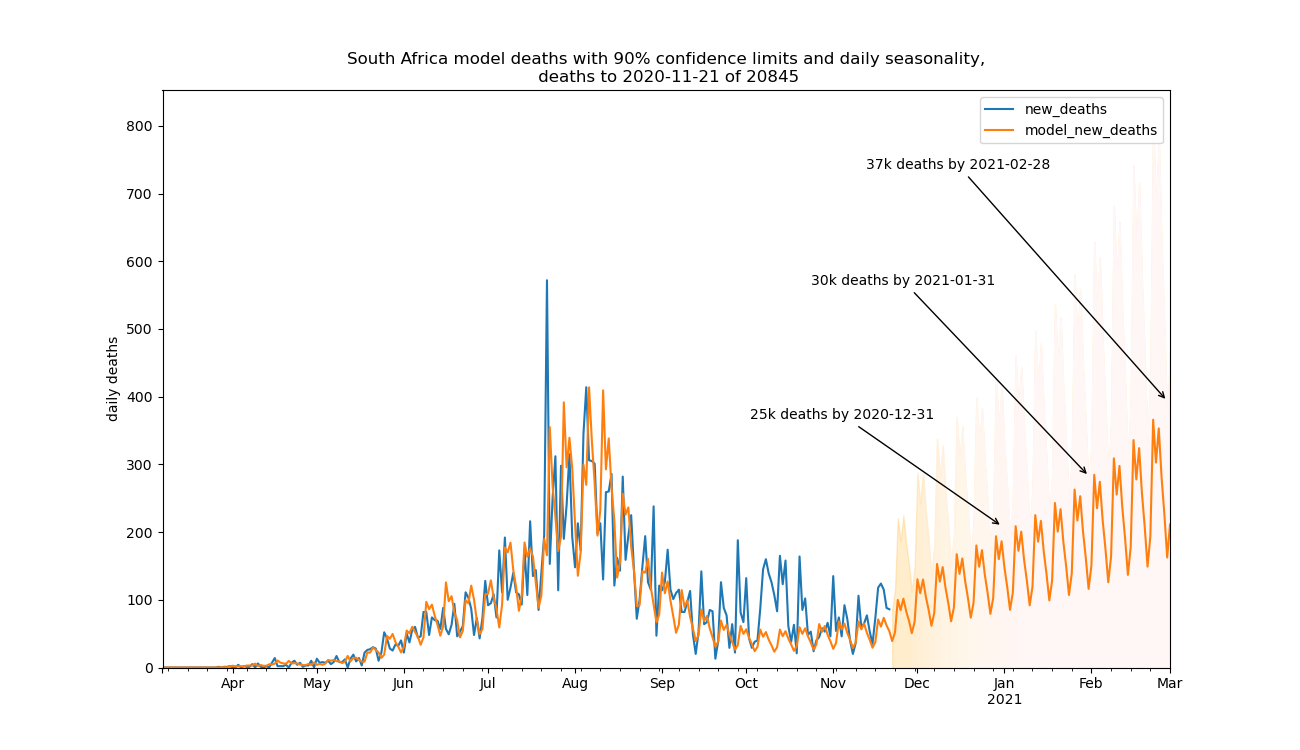 South Africa model deaths with 90% confidence limits and daily seasonality,
deaths to 2020-11-21 of 20845
new_deaths
model_new_deaths
37k deaths by 2021-02-28
30k deaths by 2021-01-31
25k deaths by 2020-12-31
daily deaths
800
700
600
500
400
300
200
100
0
Apr May Jun Jul Aug Sep Oct Nov Dec Jan Feb Mar
2021